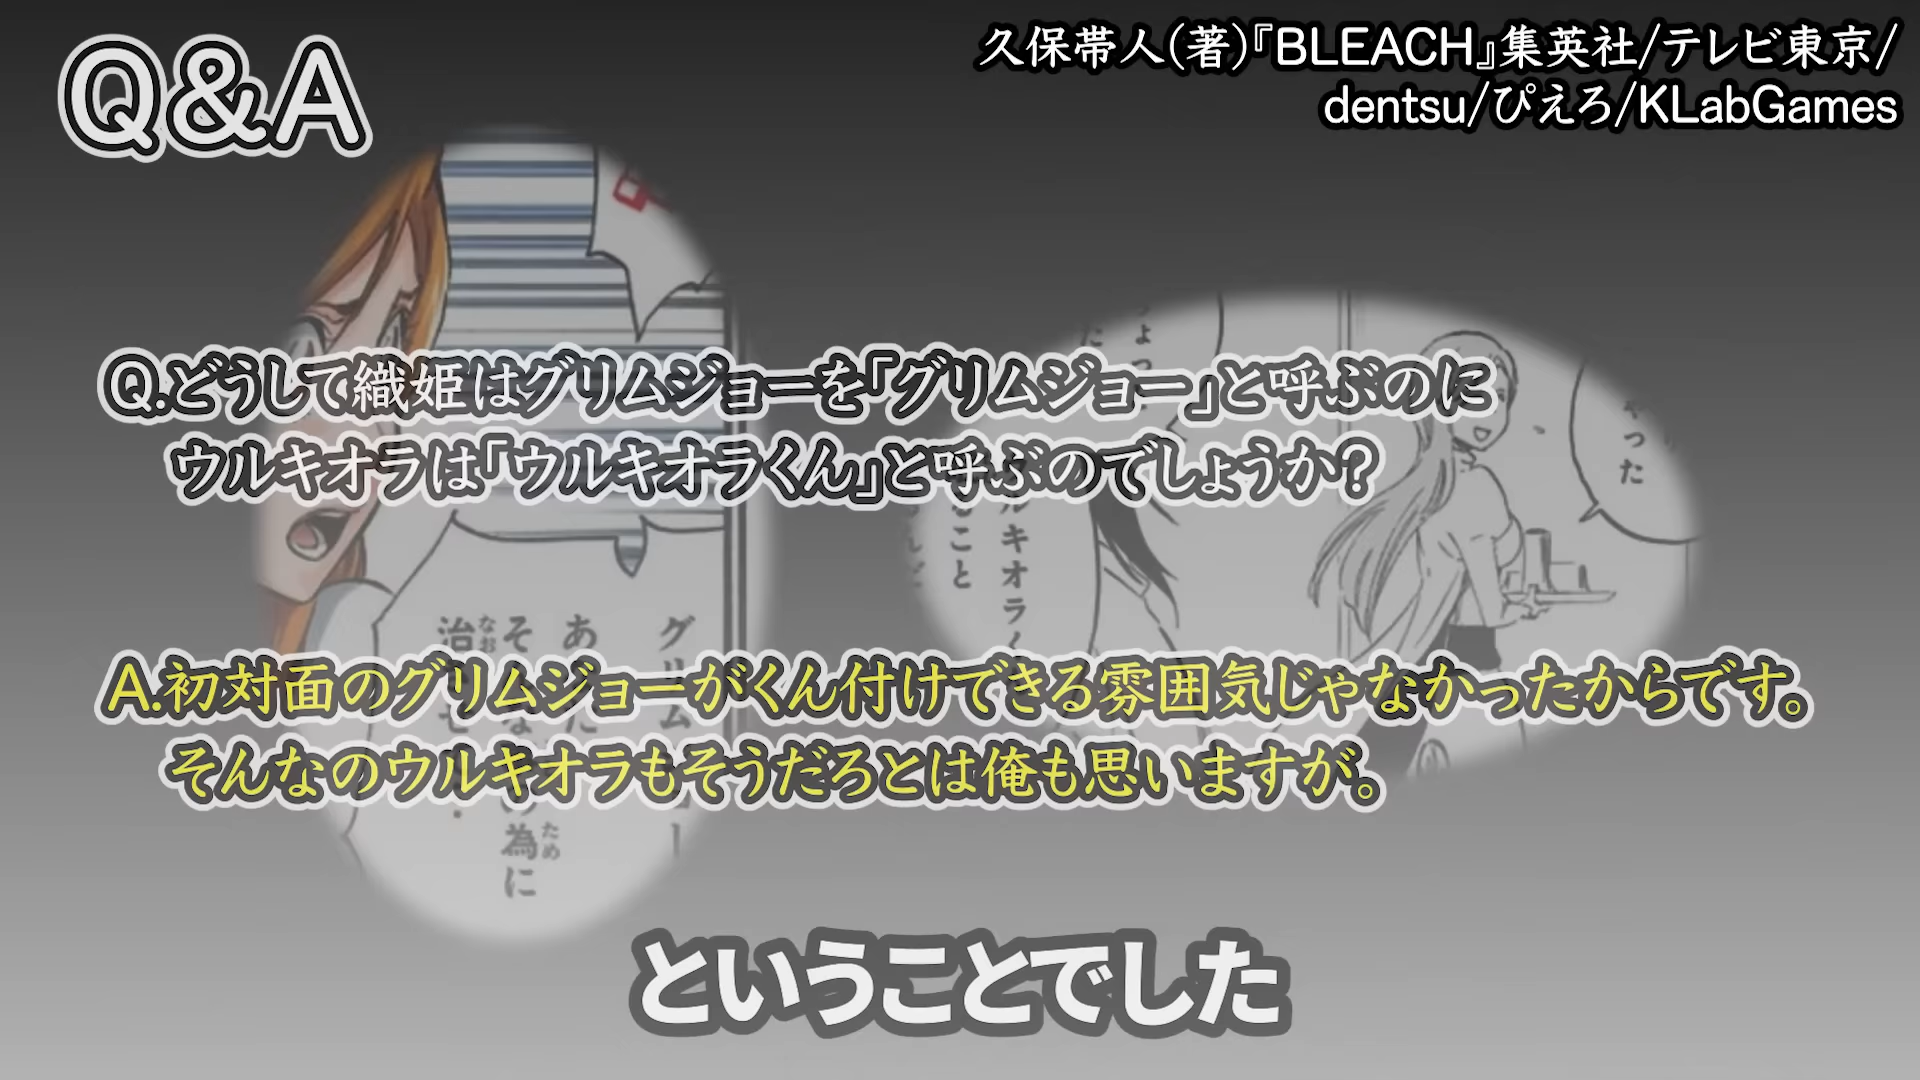 Q&A
久保帯人(著)『BLEACH』集英社/テレビ東京/
dentsu/ぴえろ/KLabGames
Q.どうして織姫はグリムジョーを「グリムジョー」と呼ぶのに
ウルキオラは「ウルキオラくん」と呼ぶのでしょうか?
A.初対面のグリムジョーがくん付けできる雰囲気じゃなかったからです。
そんなのウルキオラもそうだろとは俺も思いますが。
ということでした